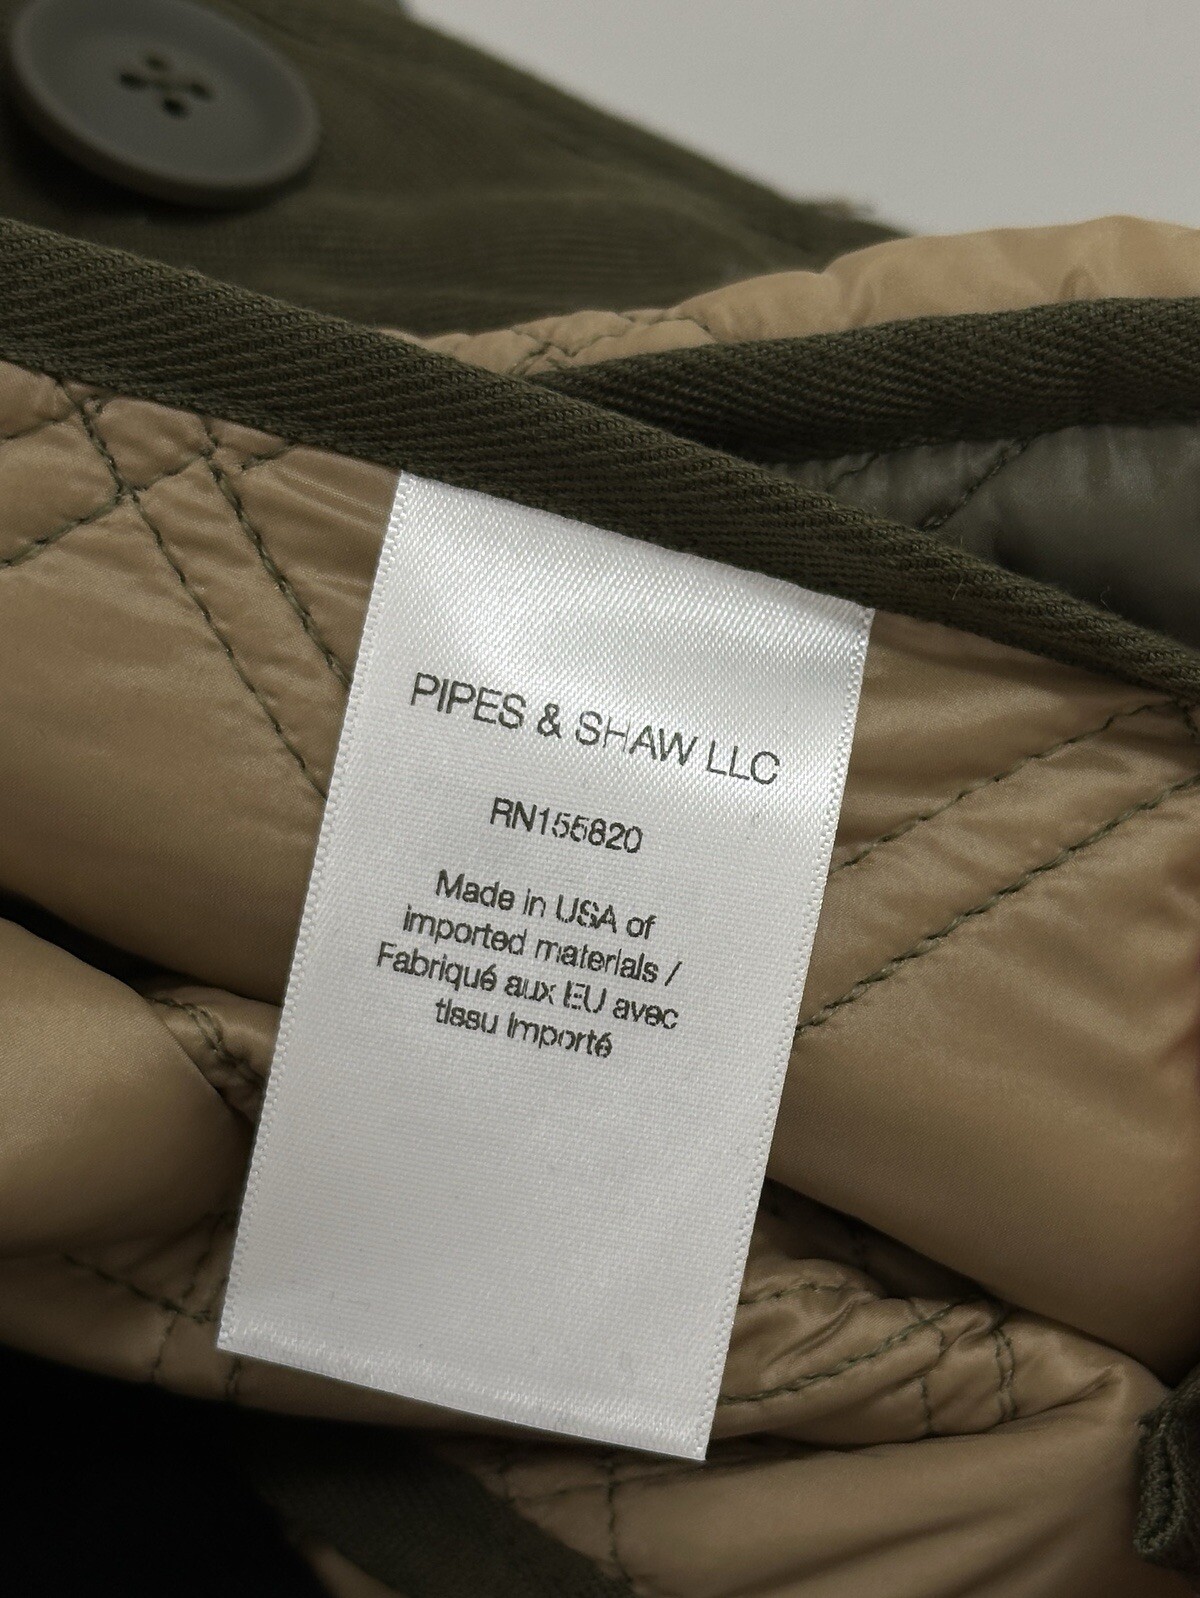 PIPES & SHAW LLC
RN155820
Made in USA of
imported materials /
Fabriqué aux EU avec
tissu importé